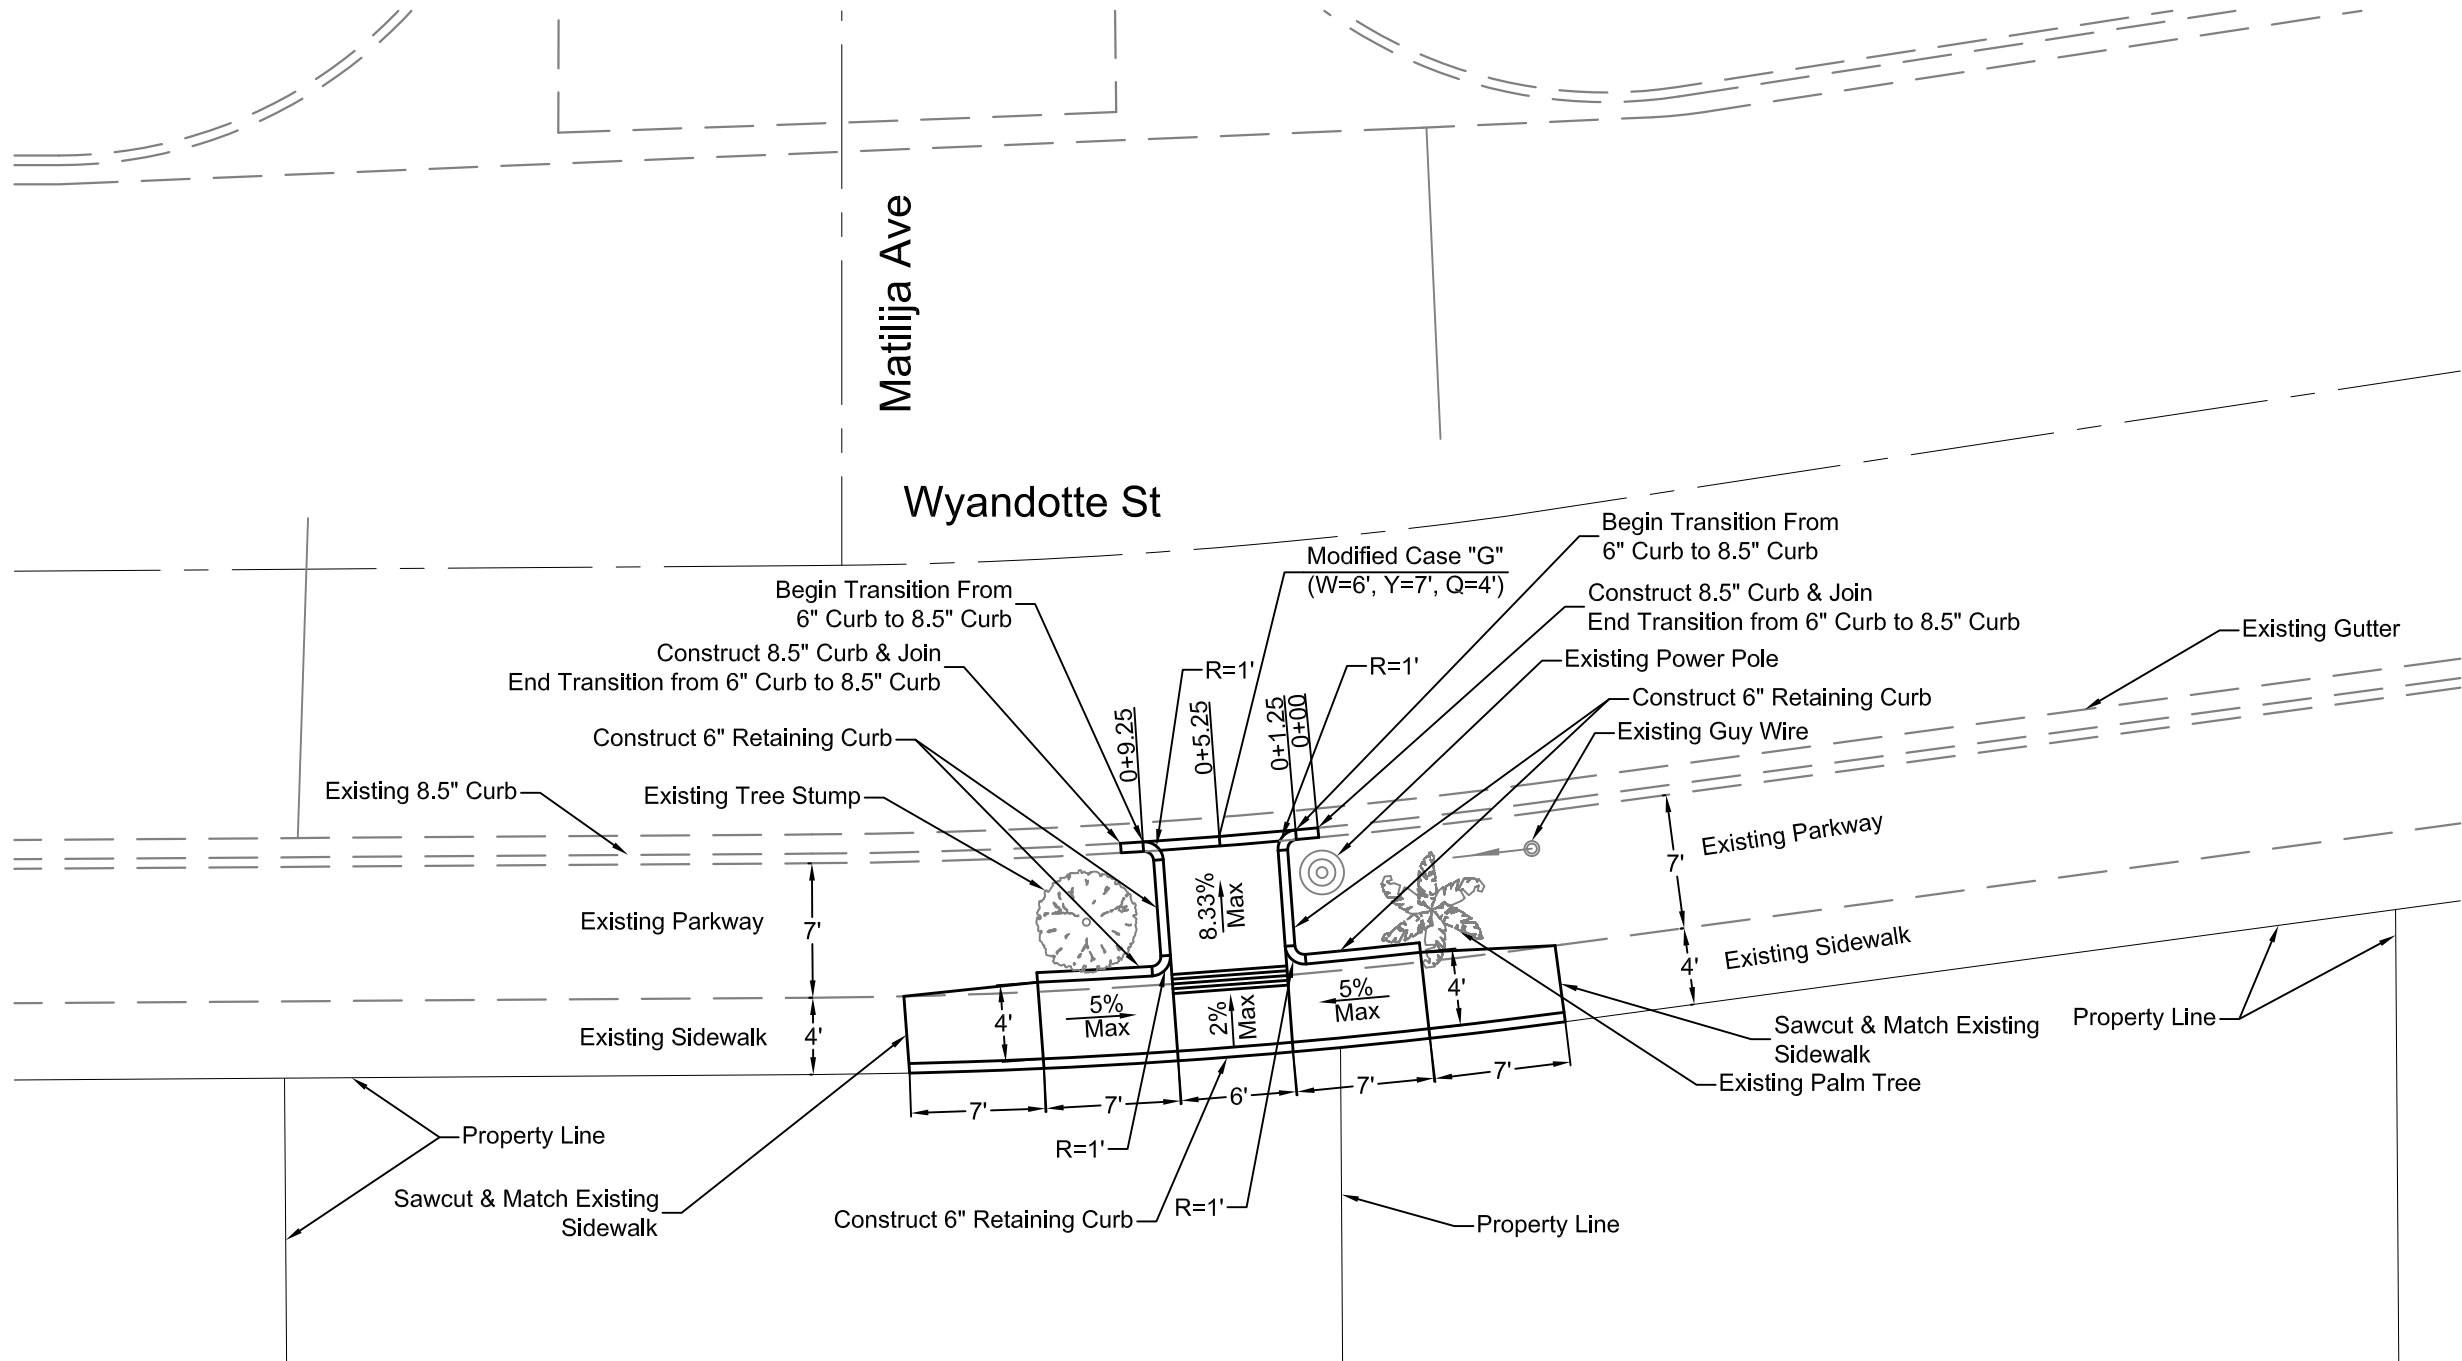 Matilija Ave
Wyandotte St
Begin Transition From
6" Curb to 8.5" Curb
Modified Case "G"
(W=6', Y=7', Q=4')
Begin Transition From
6" Curb to 8.5" Curb
Construct 8.5" Curb & Join
End Transition from 6" Curb to 8.5" Curb
Construct 8.5" Curb & Join
End Transition from 6" Curb to 8.5" Curb
Existing Gutter
R=1'
R=1'
Existing Power Pole
Construct 6" Retaining Curb
Construct 6" Retaining Curb
Existing Guy Wire
0+9.25
0+5.25
0+1.25
0+00
Existing 8.5" Curb
Existing Tree Stump
Existing Parkway
7'
8.33%
Max
7'
Existing Parkway
Existing Sidewalk
4'
4'
5%
Max
2%
Max
5%
Max
4'
4'
Existing Sidewalk
Sawcut & Match Existing
Sidewalk
Property Line
Existing Palm Tree
7'
7'
6'
7'
7'
Property Line
R=1'
Sawcut & Match Existing
Sidewalk
Construct 6" Retaining Curb
R=1'
Property Line